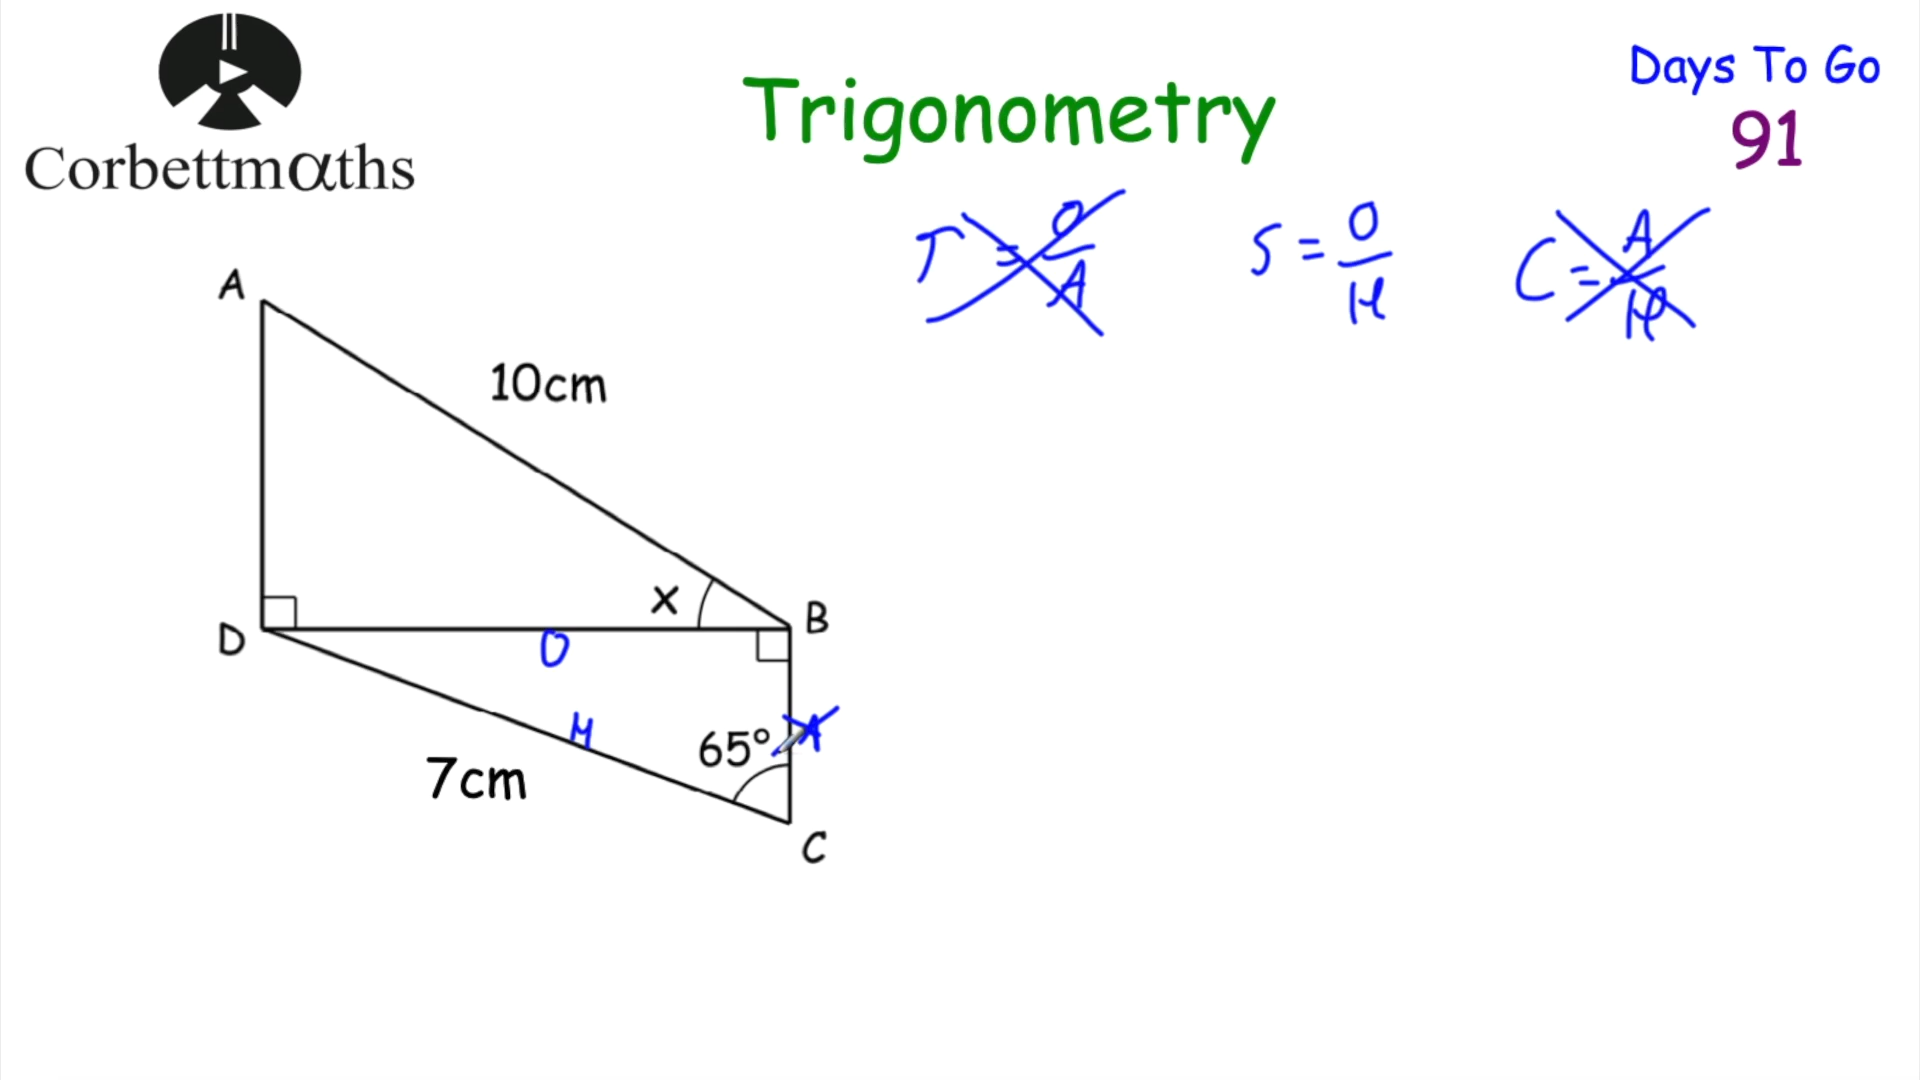 Corbettmαths
Trigonometry
Days To Go
91
T = O/A
S = O/H
C = A/H
A
10cm
x
B
D
O
H
65°
A
7cm
C